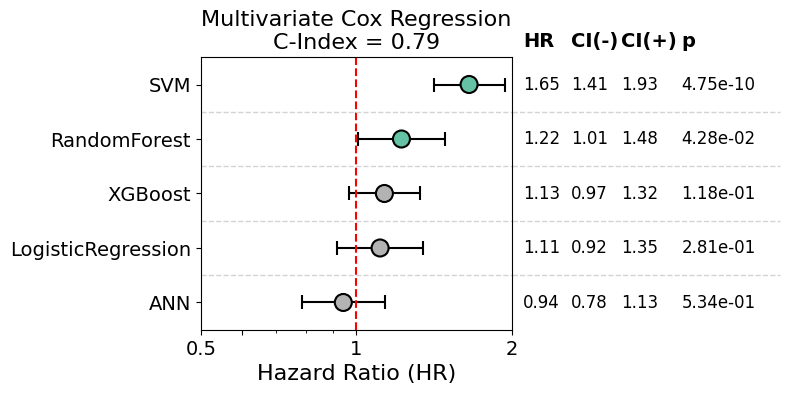 Multivariate Cox Regression
C-Index = 0.79
HR CI(-) CI(+) p
SVM 1.65 1.41 1.93 4.75e-10
RandomForest 1.22 1.01 1.48 4.28e-02
XGBoost 1.13 0.97 1.32 1.18e-01
LogisticRegression 1.11 0.92 1.35 2.81e-01
ANN 0.94 0.78 1.13 5.34e-01
0.5 1 2
Hazard Ratio (HR)